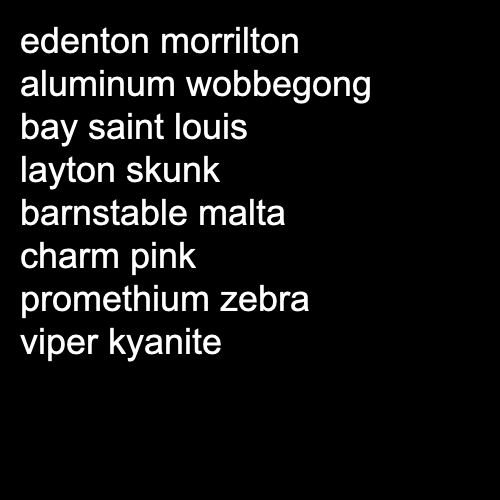 edenton morrilton
aluminum wobbegong
bay saint louis
layton skunk
barnstable malta
charm pink
promethium zebra
viper kyanite